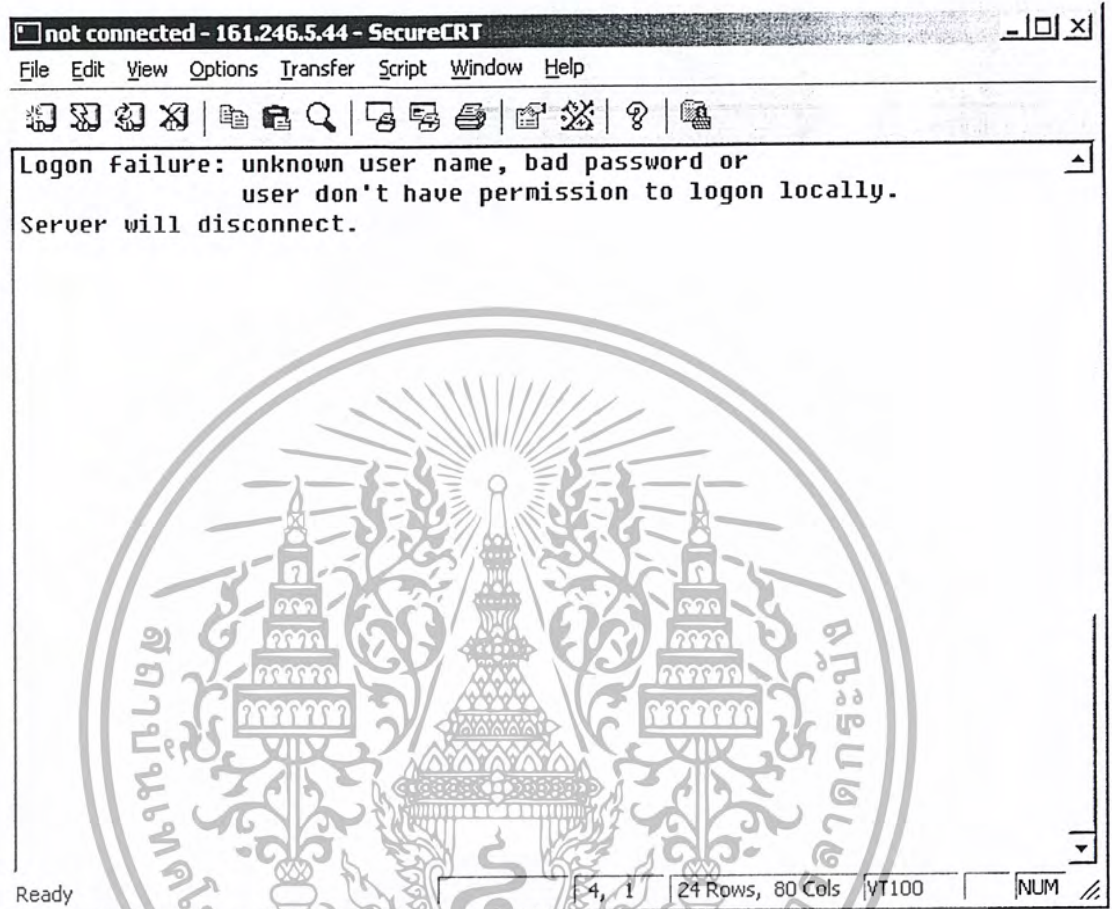 not connected - 161.246.5.44 - SecureCRT
File Edit View Options Transfer Script Window Help
Logon failure: unknown user name, bad password or
user don't have permission to logon locally.
Server will disconnect.
Ready 4, 1 24 Rows, 80 Cols VT100 NUM